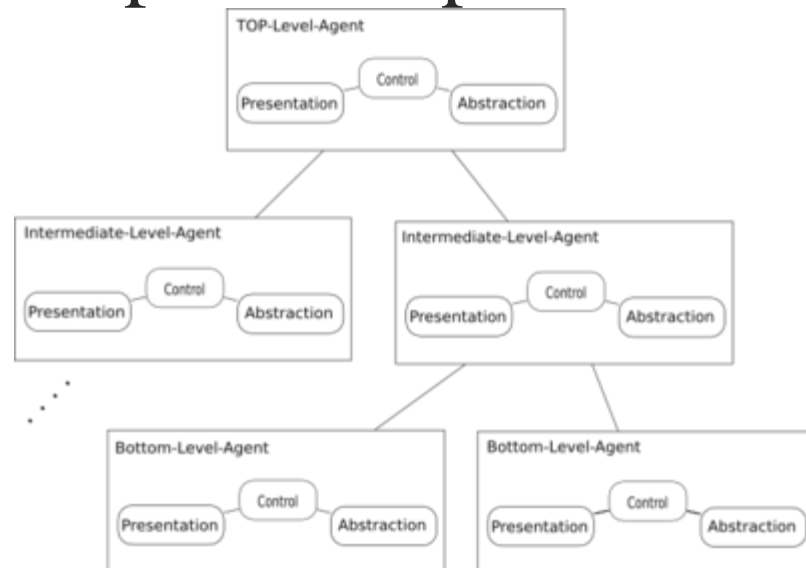 TOP-Level-Agent
Control
Presentation
Abstraction
Intermediate-Level-Agent
Control
Presentation
Abstraction
Intermediate-Level-Agent
Control
Presentation
Abstraction
Bottom-Level-Agent
Control
Presentation
Abstraction
Bottom-Level-Agent
Control
Presentation
Abstraction